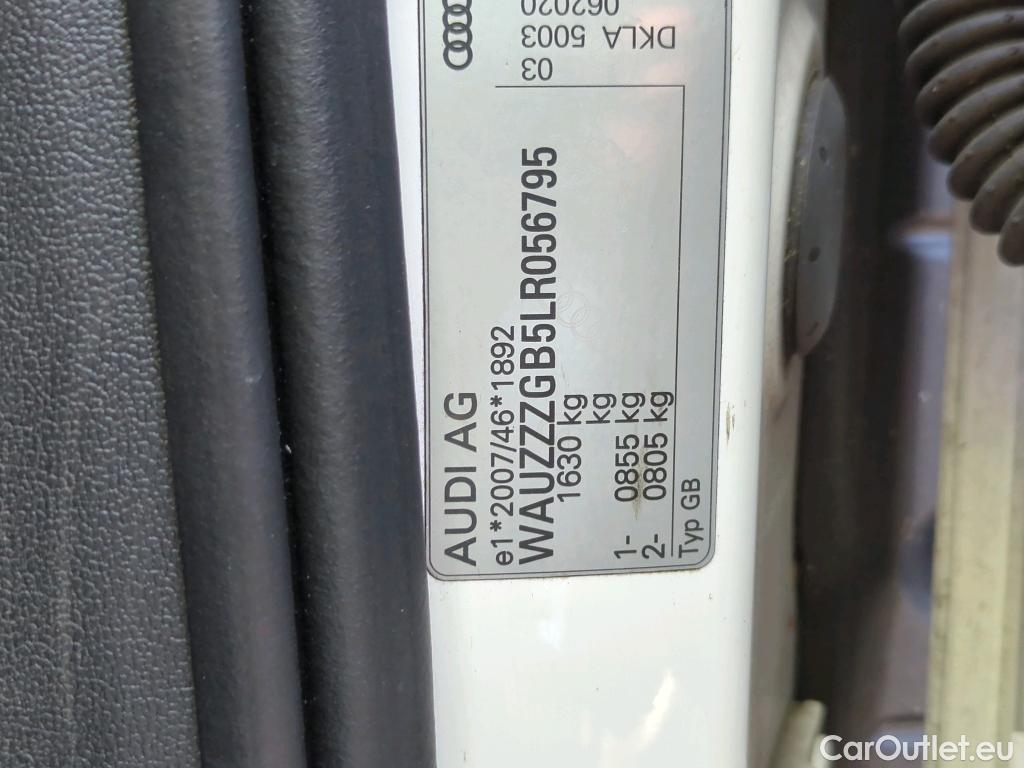 AUDI AG
e1*2007/46*1892
WAUZZZGB5LR056795
1630 kg
kg
1- 0855 kg
2- 0805 kg
Typ GB
03
DKLA 5003
062020
CarOutlet.eu